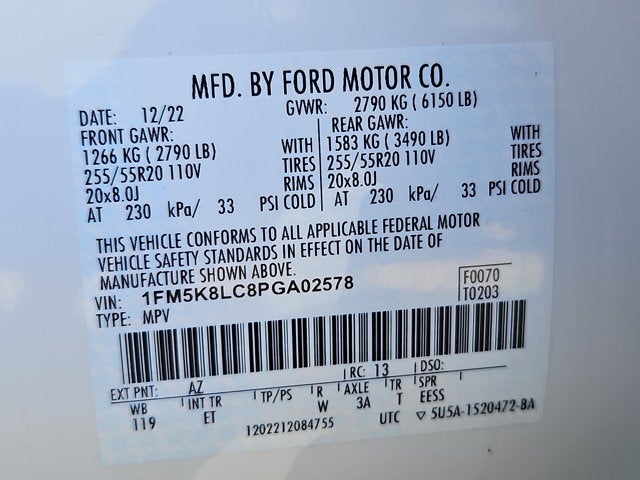 MFD. BY FORD MOTOR CO.
DATE: 12/22 GVWR: 2790 KG ( 6150 LB)
FRONT GAWR: REAR GAWR:
1266 KG ( 2790 LB) WITH 1583 KG ( 3490 LB) WITH
255/55R20 110V TIRES 255/55R20 110V TIRES
20x8.0J RIMS 20x8.0J RIMS
AT 230 kPa/ 33 PSI COLD AT 230 kPa/ 33 PSI COLD
THIS VEHICLE CONFORMS TO ALL APPLICABLE FEDERAL MOTOR
VEHICLE SAFETY STANDARDS IN EFFECT ON THE DATE OF
MANUFACTURE SHOWN ABOVE.
VIN: 1FM5K8LC8PGA02578 F0070
TYPE: MPV T0203
EXT PNT: AZ RC: 13 DSO:
WB INT TR TP/PS R AXLE TR SPR
119 ET W 3A T EESS
1202212084755 UTC ▽ 5U5A-1520472-BA